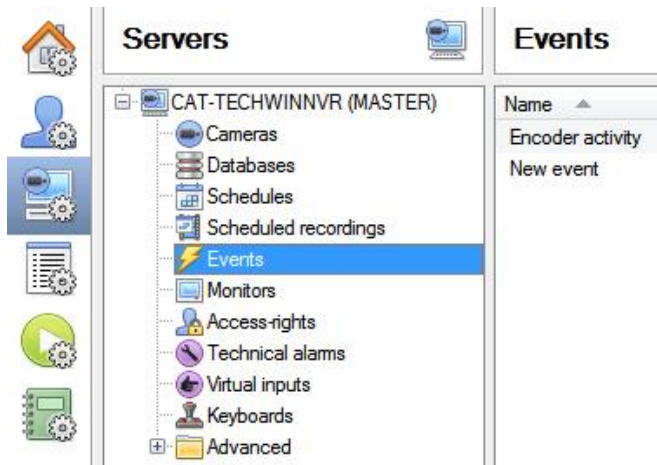 Servers
Events
CAT-TECHWINNVR (MASTER)
Cameras
Databases
Schedules
Scheduled recordings
Events
Monitors
Access-rights
Technical alarms
Virtual inputs
Keyboards
Advanced
Name
Encoder activity
New event